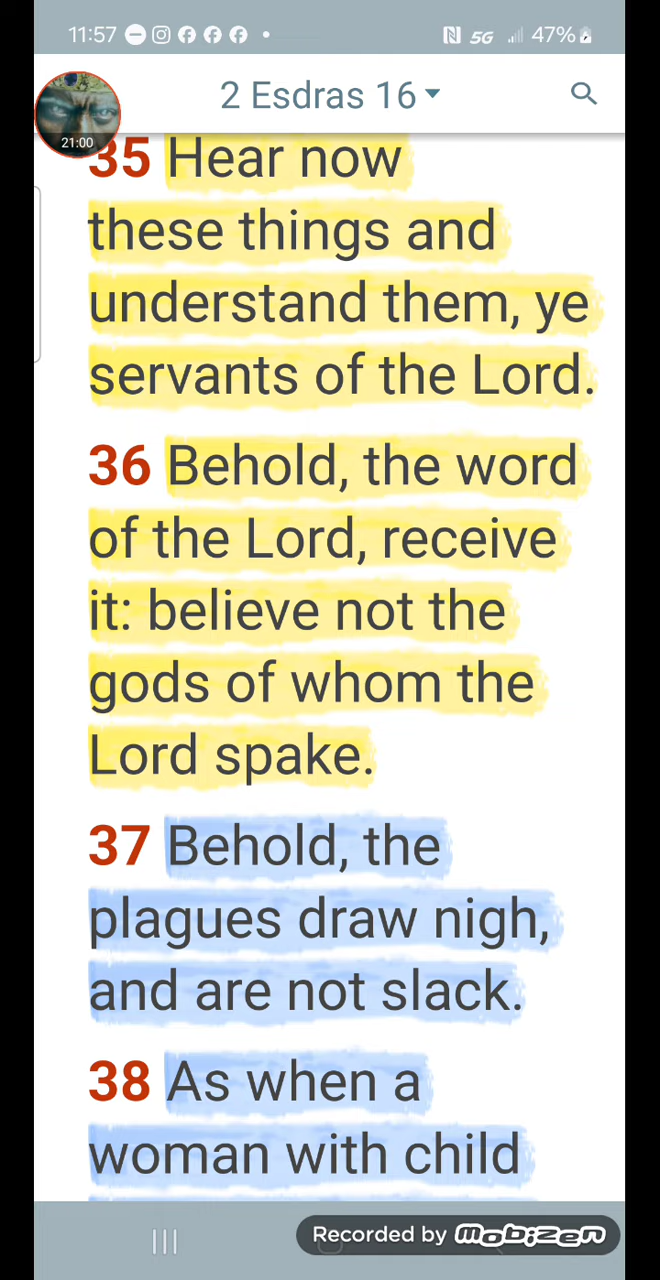 11:57
5G
47%
2 Esdras 16
21:00
35 Hear now
these things and
understand them, ye
servants of the Lord.
36 Behold, the word
of the Lord, receive
it: believe not the
gods of whom the
Lord spake.
37 Behold, the
plagues draw nigh,
and are not slack.
38 As when a
woman with child
Recorded by mobizen